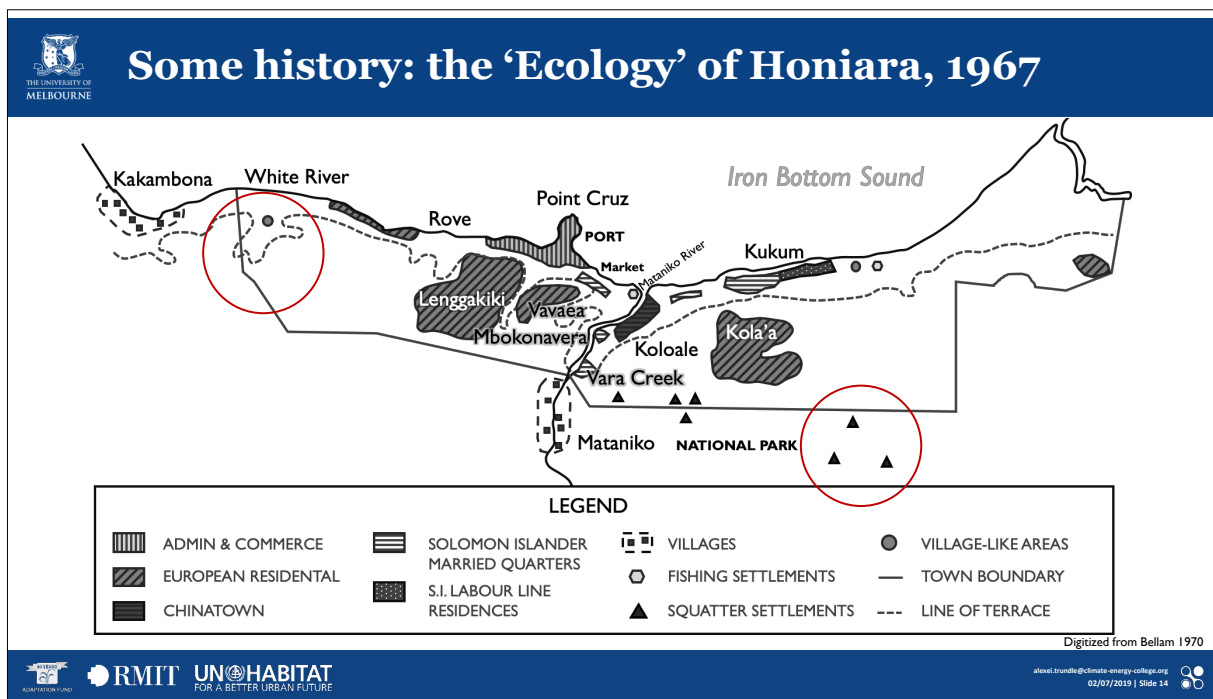 THE UNIVERSITY OF
MELBOURNE
Some history: the ‘Ecology’ of Honiara, 1967
Kakambona
White River
Rove
Point Cruz
PORT
Market
Mataniko River
Iron Bottom Sound
Kukum
Lenggakiki
Vavaea
Mbokonavera
Koloale
Kola’a
Vara Creek
Mataniko
NATIONAL PARK
LEGEND
ADMIN & COMMERCE
EUROPEAN RESIDENTAL
CHINATOWN
SOLOMON ISLANDER
MARRIED QUARTERS
S.I. LABOUR LINE
RESIDENCES
VILLAGES
FISHING SETTLEMENTS
SQUATTER SETTLEMENTS
VILLAGE-LIKE AREAS
TOWN BOUNDARY
LINE OF TERRACE
Digitized from Bellam 1970
ADAPTATION FUND
RMIT
UN HABITAT
FOR A BETTER URBAN FUTURE
alexei.trundle@climate-energy-college.org
02/07/2019 | Slide 14